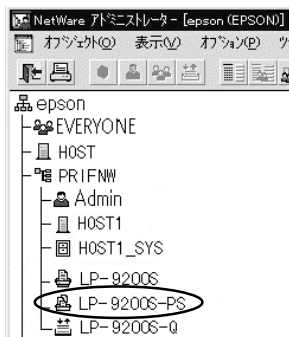 NetWare アドミニストレータ - [epson (EPSON)]
オブジェクト(O) 表示(V) オプション(P)
epson
EVERYONE
HOST
PRIFNW
Admin
HOST1
HOST1_SYS
LP-9200S
LP-9200S-PS
LP-9200S-Q